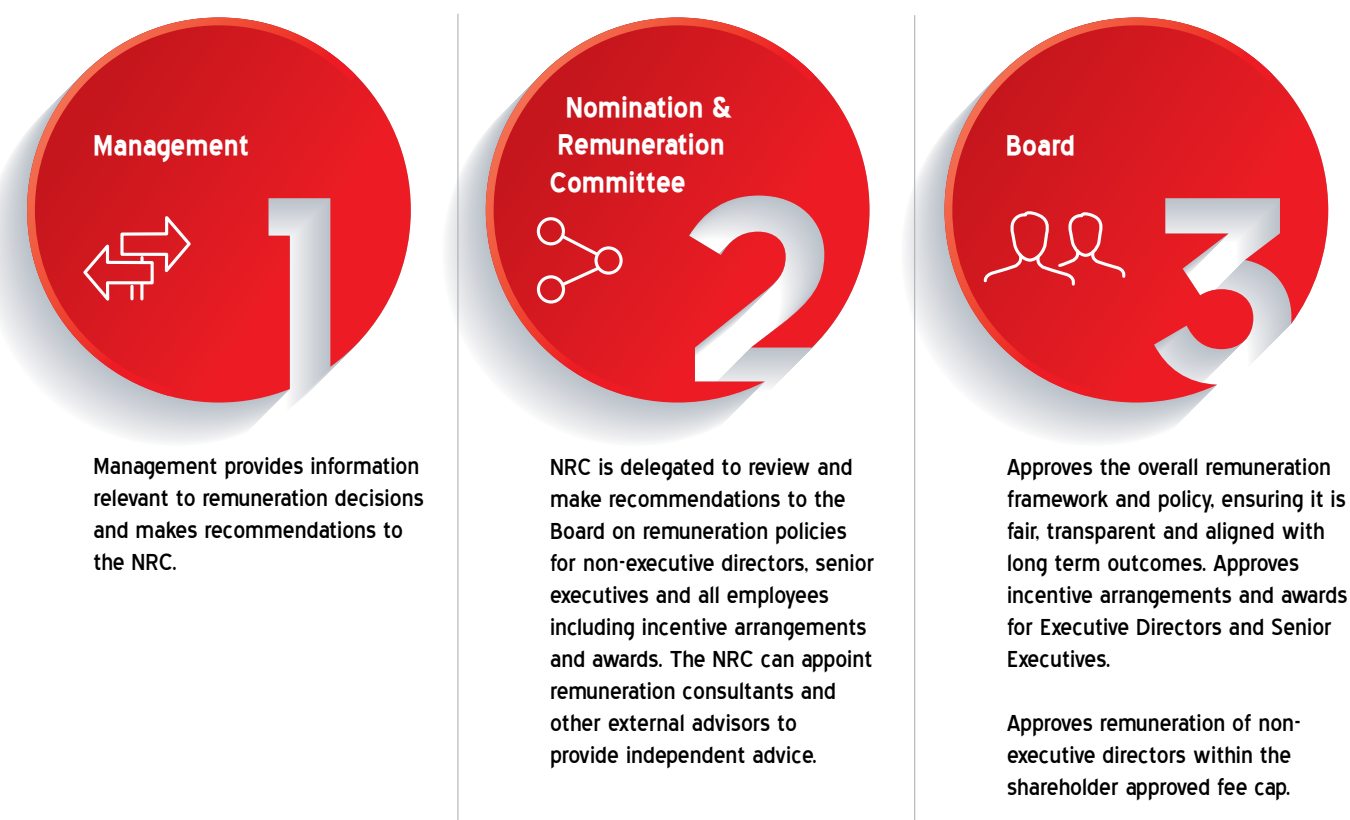 Management
1
Management provides information
relevant to remuneration decisions
and makes recommendations to
the NRC.
Nomination &
Remuneration
Committee
2
NRC is delegated to review and
make recommendations to the
Board on remuneration policies
for non-executive directors, senior
executives and all employees
including incentive arrangements
and awards. The NRC can appoint
remuneration consultants and
other external advisors to
provide independent advice.
Board
3
Approves the overall remuneration
framework and policy, ensuring it is
fair, transparent and aligned with
long term outcomes. Approves
incentive arrangements and awards
for Executive Directors and Senior
Executives.
Approves remuneration of non-
executive directors within the
shareholder approved fee cap.